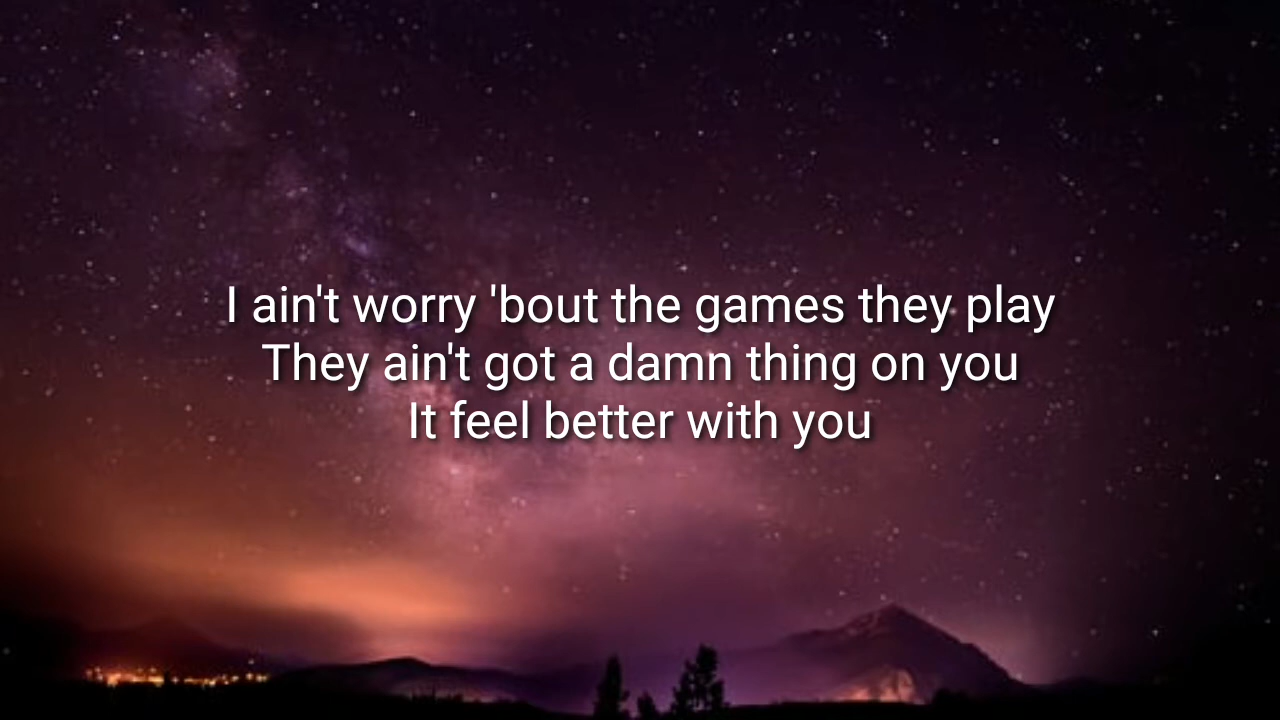 I ain't worry 'bout the games they play
They ain't got a damn thing on you
It feel better with you